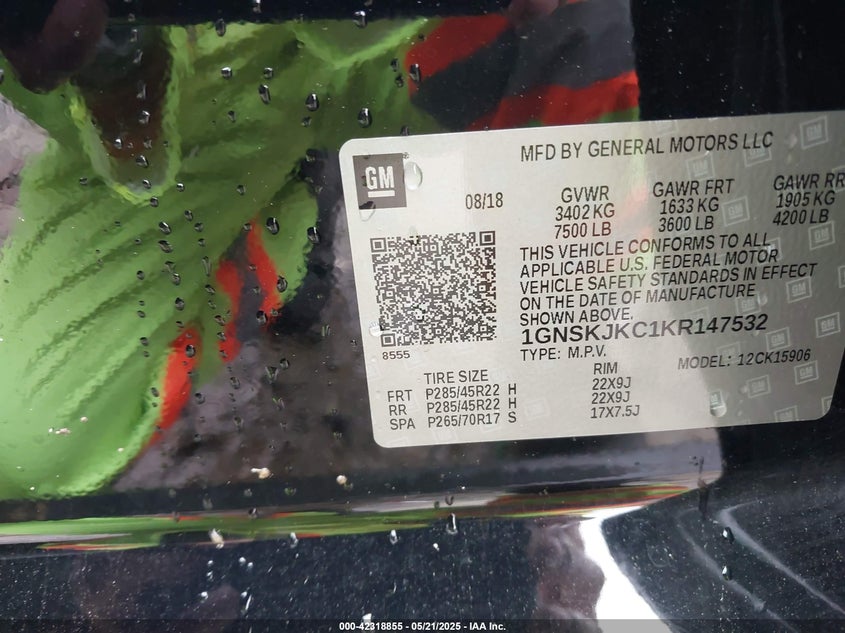 MFD BY GENERAL MOTORS LLC
GM
08/18
GVWR GAWR FRT GAWR RR
3402 KG 1633 KG 1905 KG
7500 LB 3600 LB 4200 LB
THIS VEHICLE CONFORMS TO ALL
APPLICABLE U.S. FEDERAL MOTOR
VEHICLE SAFETY STANDARDS IN EFFECT
ON THE DATE OF MANUFACTURE
SHOWN ABOVE.
1GNSKJKC1KR147532
8555
TYPE: M.P.V. MODEL: 12CK15906
TIRE SIZE RIM
FRT P285/45R22 H 22X9J
RR P285/45R22 H 22X9J
SPA P265/70R17 S 17X7.5J
000-42318855 - 05/21/2025 - IAA Inc.